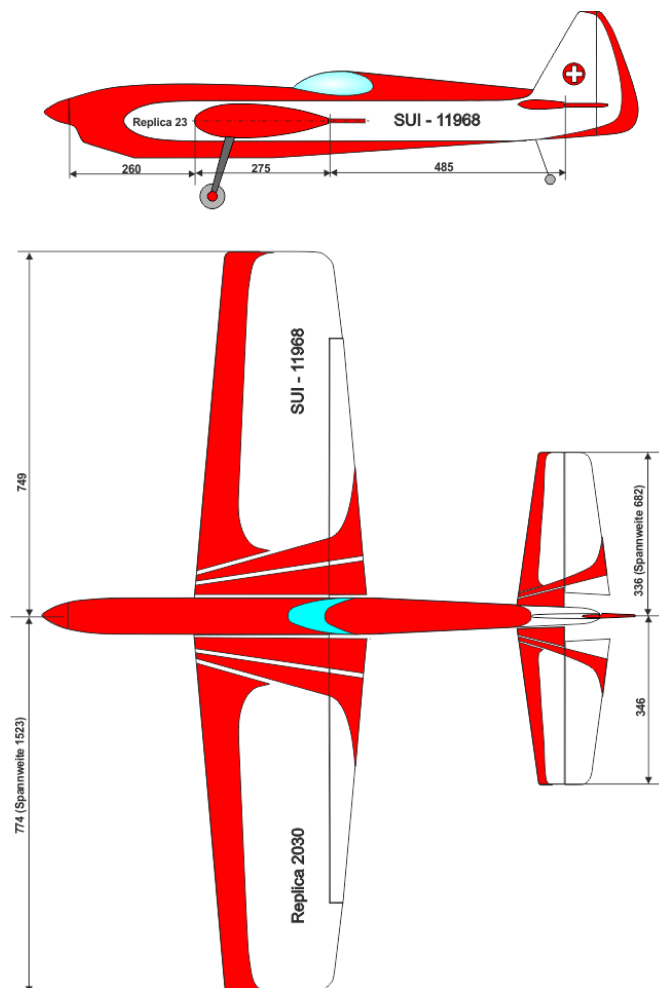 Replica 23
SUI - 11968
260
275
485
749
SUI - 11968
336 (Spannweite 682)
774 (Spannweite 1523)
346
Replica 2030